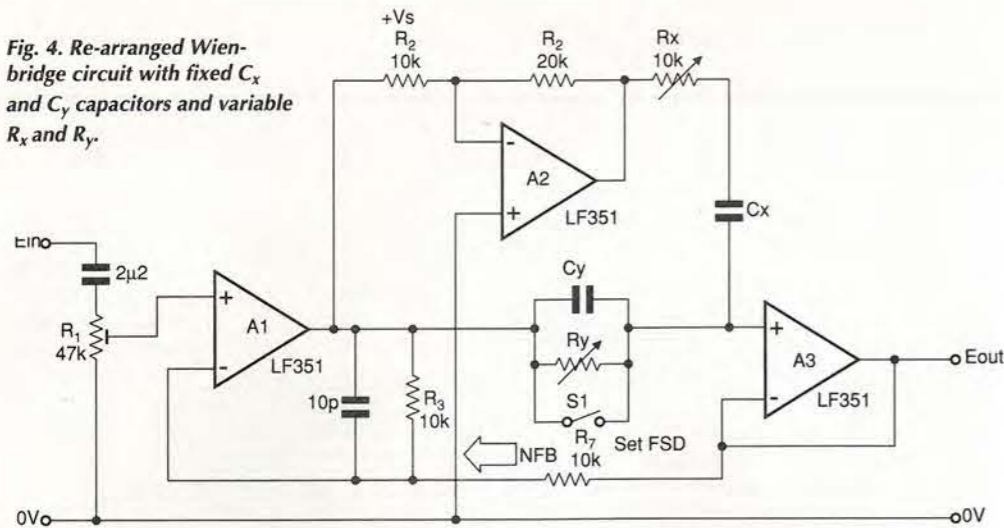 Fig. 4. Re-arranged Wien-
bridge circuit with fixed Cx
and Cy capacitors and variable
Rx and Ry.
+Vs
R2
10k
R2
20k
Rx
10k
-
A2
+
LF351
Cx
Ein
2μ2
R1
47k
+
A1
-
LF351
10p
R3
10k
Cy
Ry
S1
R7
10k
Set FSD
NFB
+
A3
-
LF351
Eout
0V
0V